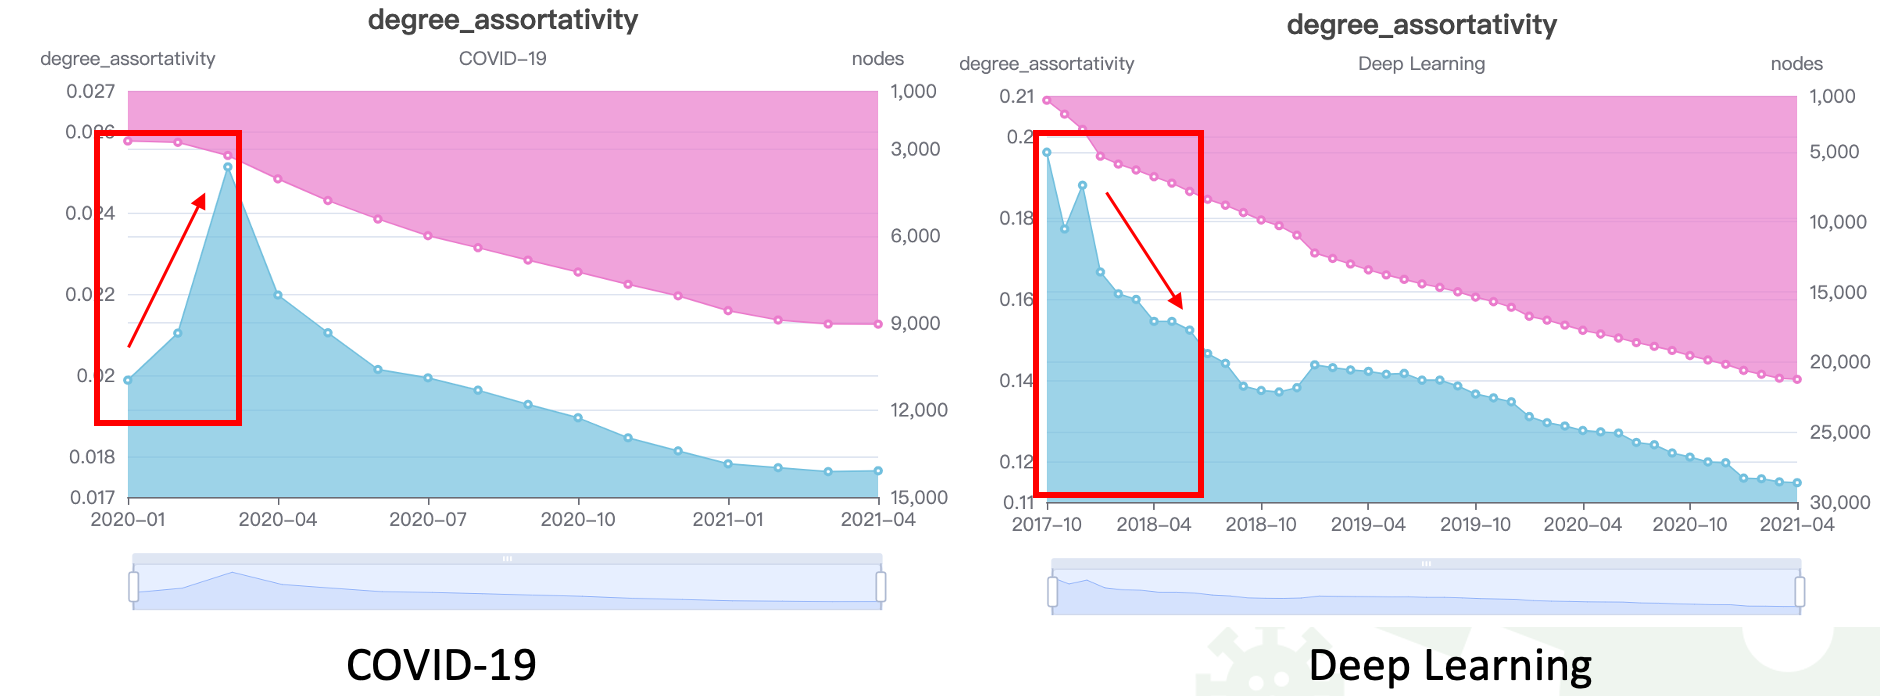 degree_assortativity
degree_assortativity COVID-19 nodes
0.027 1,000
0.026
3,000
0.024
6,000
0.022
9,000
0.02
12,000
0.018
0.017 15,000
2020-01 2020-04 2020-07 2020-10 2021-01 2021-04
COVID-19
degree_assortativity
degree_assortativity Deep Learning nodes
0.21 1,000
0.2
5,000
0.18 10,000
0.16 15,000
20,000
0.14
25,000
0.12
0.11 30,000
2017-10 2018-04 2018-10 2019-04 2019-10 2020-04 2020-10 2021-04
Deep Learning